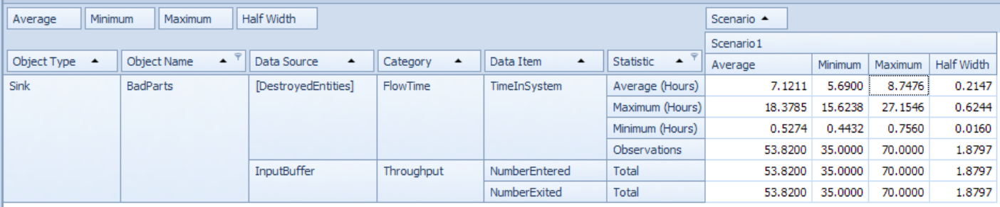 Average Minimum Maximum Half Width Scenario
Scenario1
Object Type Object Name Data Source Category Data Item Statistic Average Minimum Maximum Half Width
Sink BadParts [DestroyedEntities] FlowTime TimeInSystem Average (Hours) 7.1211 5.6900 8.7476 0.2147
Maximum (Hours) 18.3785 15.6238 27.1546 0.6244
Minimum (Hours) 0.5274 0.4432 0.7560 0.0160
Observations 53.8200 35.0000 70.0000 1.8797
InputBuffer Throughput NumberEntered Total 53.8200 35.0000 70.0000 1.8797
NumberExited Total 53.8200 35.0000 70.0000 1.8797